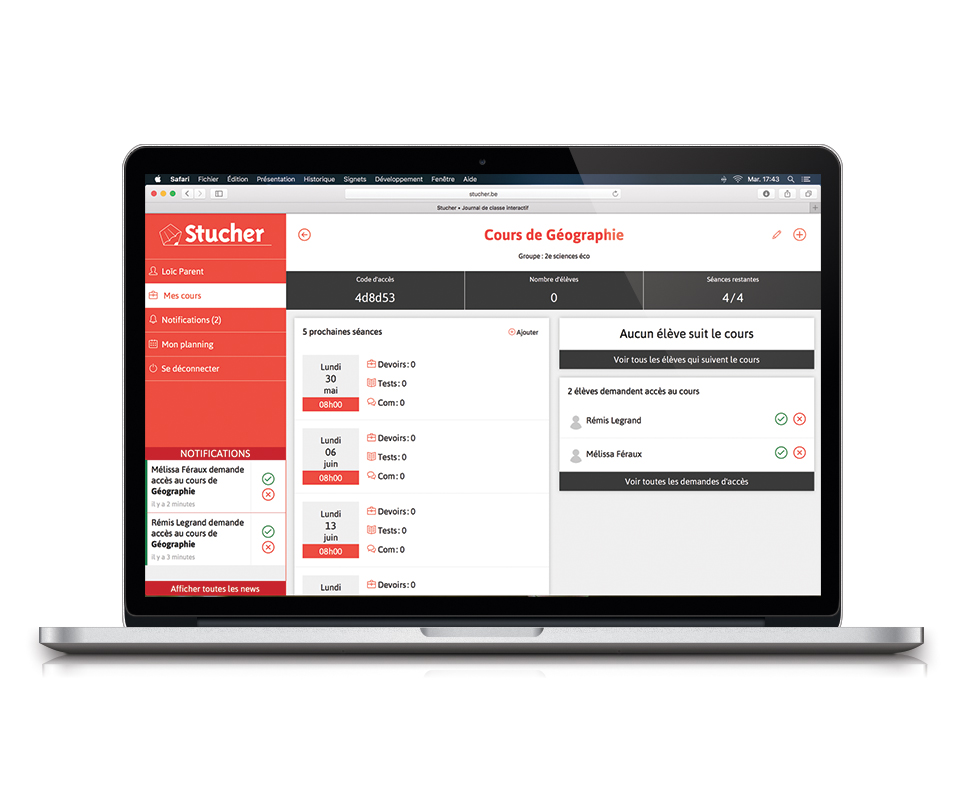 Safari Fichier Édition Présentation Historique Signets Développement Fenêtre Aide Mar. 17:43
stucher.be
Stucher • Journal de classe interactif
Stucher
Loïc Parent
Mes cours
Notifications (2)
Mon planning
Se déconnecter
NOTIFICATIONS
Mélissa Féraux demande
accès au cours de
Géographie
il y a 2 minutes
Rémis Legrand demande
accès au cours de
Géographie
il y a 3 minutes
Afficher toutes les news
Cours de Géographie
Groupe : 2e sciences éco
Code d'accès
4d8d53
Nombre d'élèves
0
Séances restantes
4/4
5 prochaines séances
Ajouter
Lundi
30
mai
08h00
Devoirs: 0
Tests: 0
Com: 0
Lundi
06
juin
08h00
Devoirs: 0
Tests: 0
Com: 0
Lundi
13
juin
08h00
Devoirs: 0
Tests: 0
Com: 0
Lundi
Devoirs: 0
Aucun élève suit le cours
Voir tous les élèves qui suivent le cours
2 élèves demandent accès au cours
Rémis Legrand
Mélissa Féraux
Voir toutes les demandes d'accès